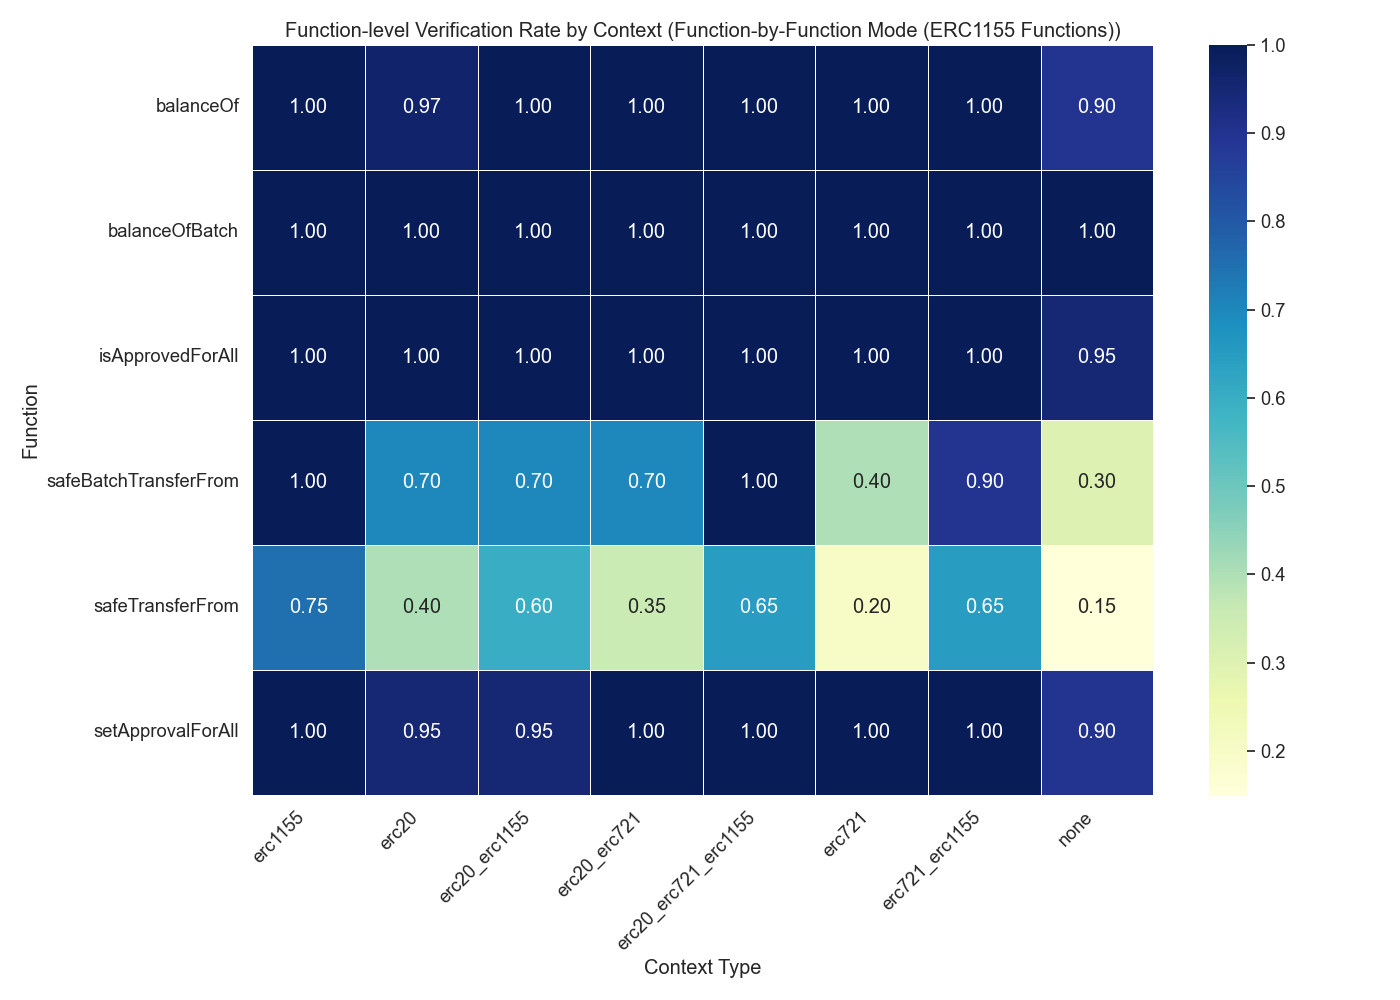 Function-level Verification Rate by Context (Function-by-Function Mode (ERC1155 Functions))
Function
balanceOf 1.00 0.97 1.00 1.00 1.00 1.00 1.00 0.90
balanceOfBatch 1.00 1.00 1.00 1.00 1.00 1.00 1.00 1.00
isApprovedForAll 1.00 1.00 1.00 1.00 1.00 1.00 1.00 0.95
safeBatchTransferFrom 1.00 0.70 0.70 0.70 1.00 0.40 0.90 0.30
safeTransferFrom 0.75 0.40 0.60 0.35 0.65 0.20 0.65 0.15
setApprovalForAll 1.00 0.95 0.95 1.00 1.00 1.00 1.00 0.90
erc1155 erc20 erc20_erc1155 erc20_erc721 erc20_erc721_erc1155 erc721 erc721_erc1155 none
Context Type
1.0
0.9
0.8
0.7
0.6
0.5
0.4
0.3
0.2